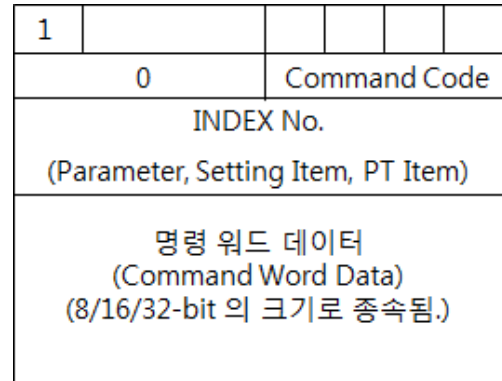 1
0 Command Code
INDEX No.
(Parameter, Setting Item, PT Item)
명령 워드 데이터
(Command Word Data)
(8/16/32-bit 의 크기로 종속됨.)